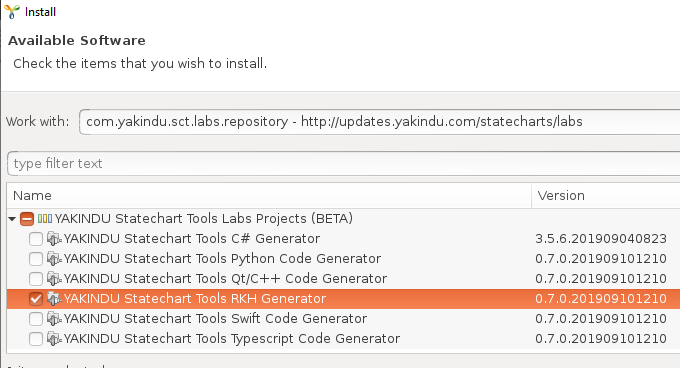 Install
Available Software
Check the items that you wish to install.
Work with: com.yakindu.sct.labs.repository - http://updates.yakindu.com/statecharts/labs
type filter text
Name Version
YAKINDU Statechart Tools Labs Projects (BETA)
YAKINDU Statechart Tools C# Generator 3.5.6.201909040823
YAKINDU Statechart Tools Python Code Generator 0.7.0.201909101210
YAKINDU Statechart Tools Qt/C++ Code Generator 0.7.0.201909101210
YAKINDU Statechart Tools RKH Generator 0.7.0.201909101210
YAKINDU Statechart Tools Swift Code Generator 0.7.0.201909101210
YAKINDU Statechart Tools Typescript Code Generator 0.7.0.201909101210